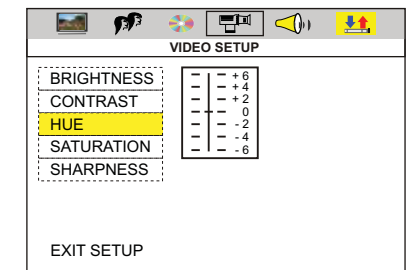 VIDEO SETUP
BRIGHTNESS
CONTRAST
HUE
SATURATION
SHARPNESS
+ 6
+ 4
+ 2
0
- 2
- 4
- 6
EXIT SETUP